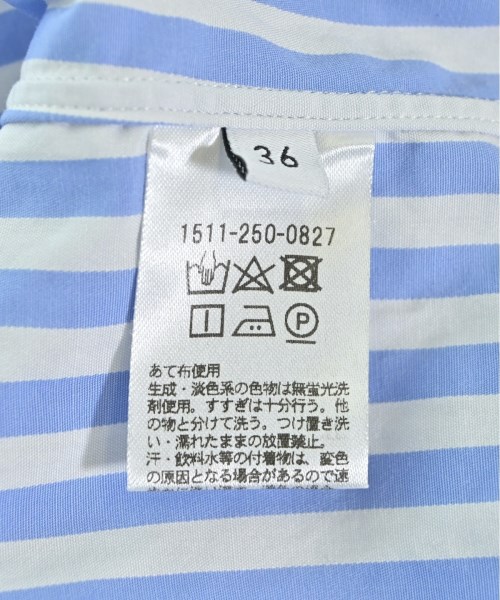 36
1511-250-0827
P
あて布使用
生成・淡色系の色物は無蛍光洗
剤使用。すすぎは十分行う。他
の物と分けて洗う。つけ置き洗
い・濡れたままの放置禁止。
汗・飲料水等の付着物は、変色
の原因となる場合があるので速